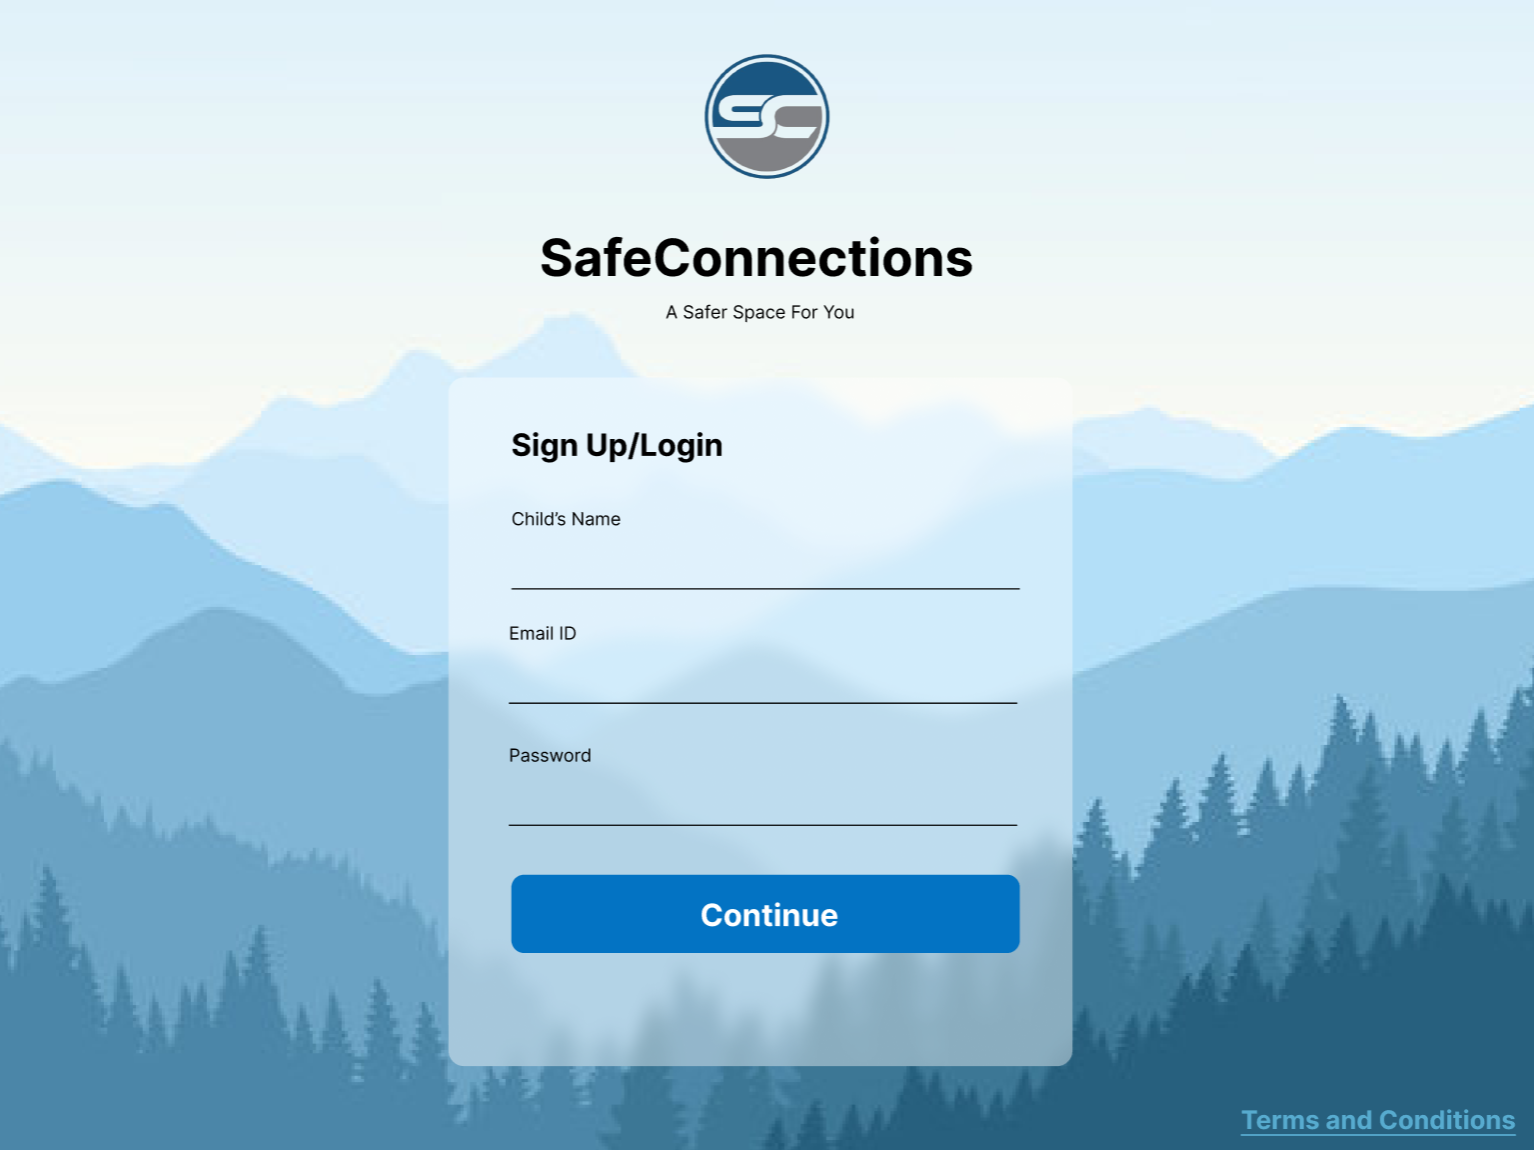 SC
SafeConnections
A Safer Space For You
Sign Up/Login
Child’s Name
Email ID
Password
Continue
Terms and Conditions